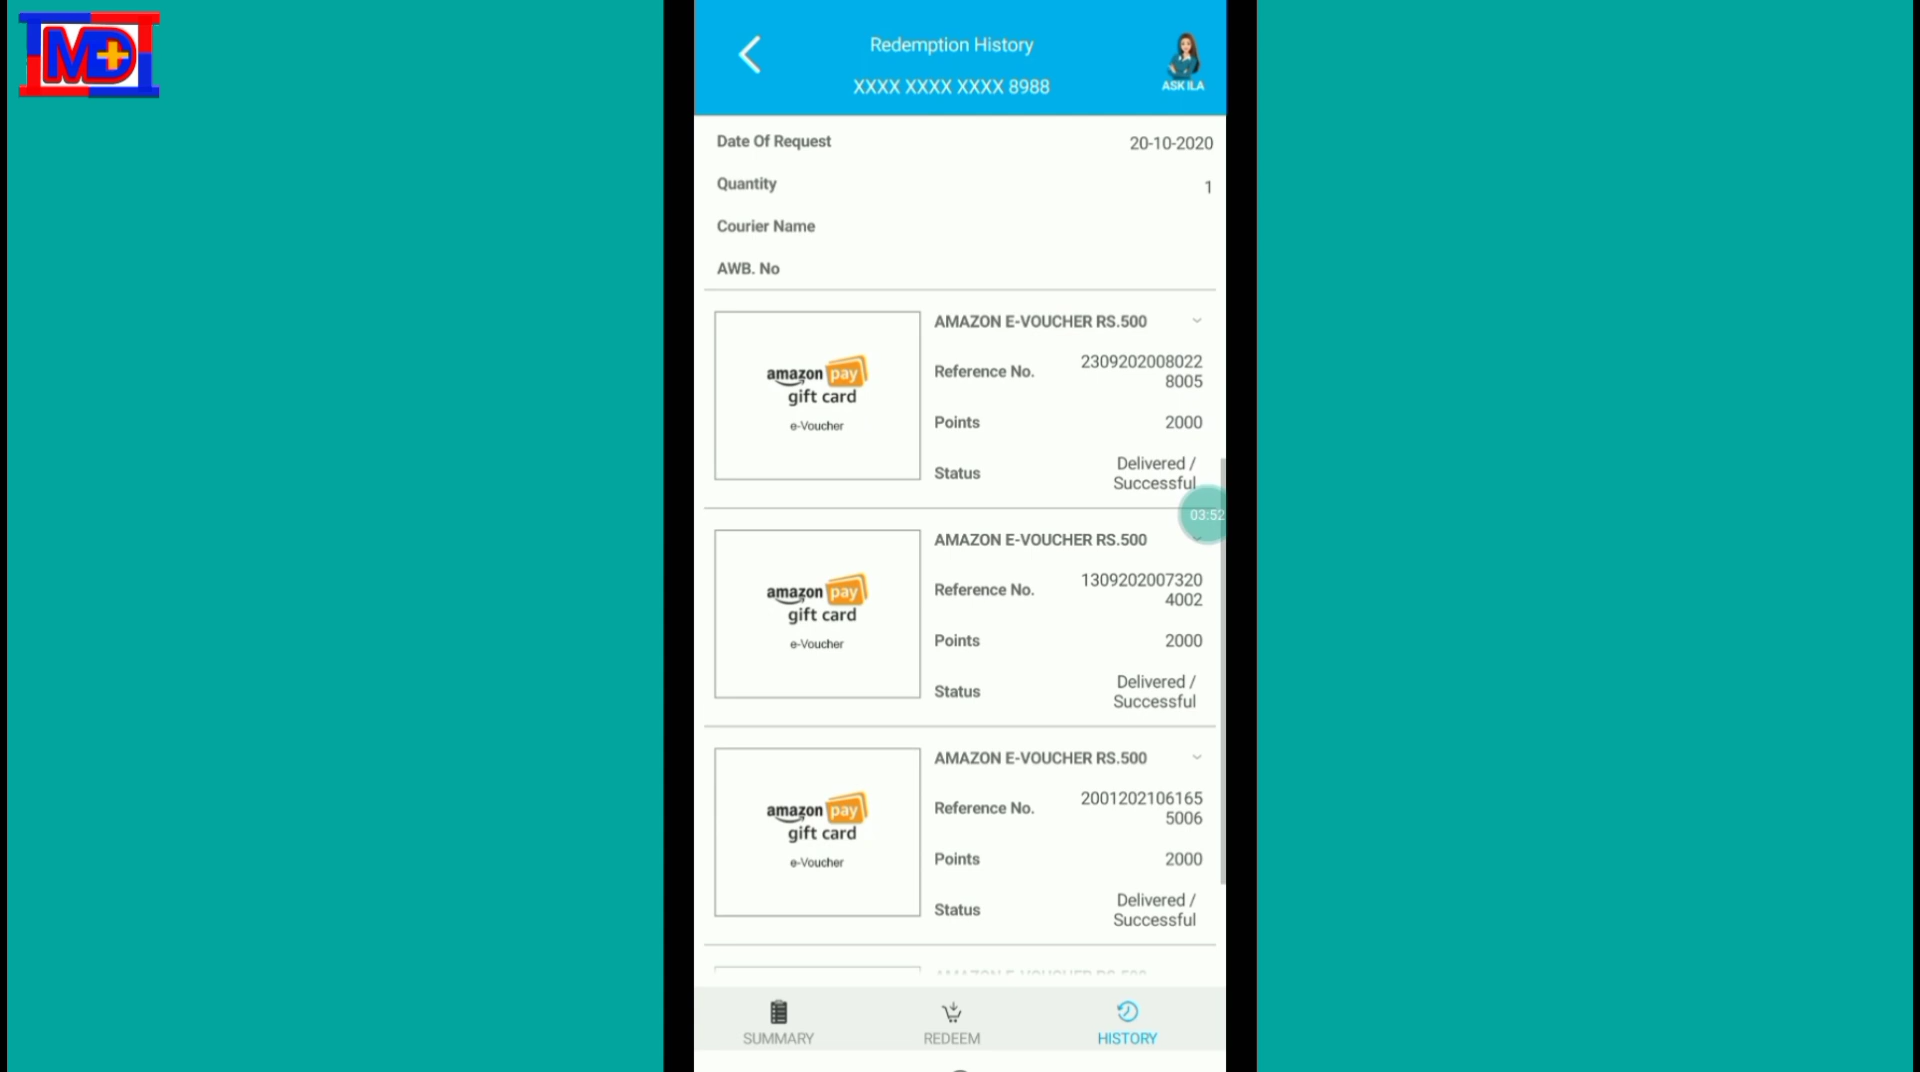 MD+
Redemption History
XXXX XXXX XXXX 8988
ASK ILA
Date Of Request 20-10-2020
Quantity 1
Courier Name
AWB. No
amazon pay
gift card
e-Voucher
AMAZON E-VOUCHER RS.500
Reference No. 2309202008022
8005
Points 2000
Status Delivered /
Successful
03:52
amazon pay
gift card
e-Voucher
AMAZON E-VOUCHER RS.500
Reference No. 1309202007320
4002
Points 2000
Status Delivered /
Successful
amazon pay
gift card
e-Voucher
AMAZON E-VOUCHER RS.500
Reference No. 2001202106165
5006
Points 2000
Status Delivered /
Successful
SUMMARY REDEEM HISTORY